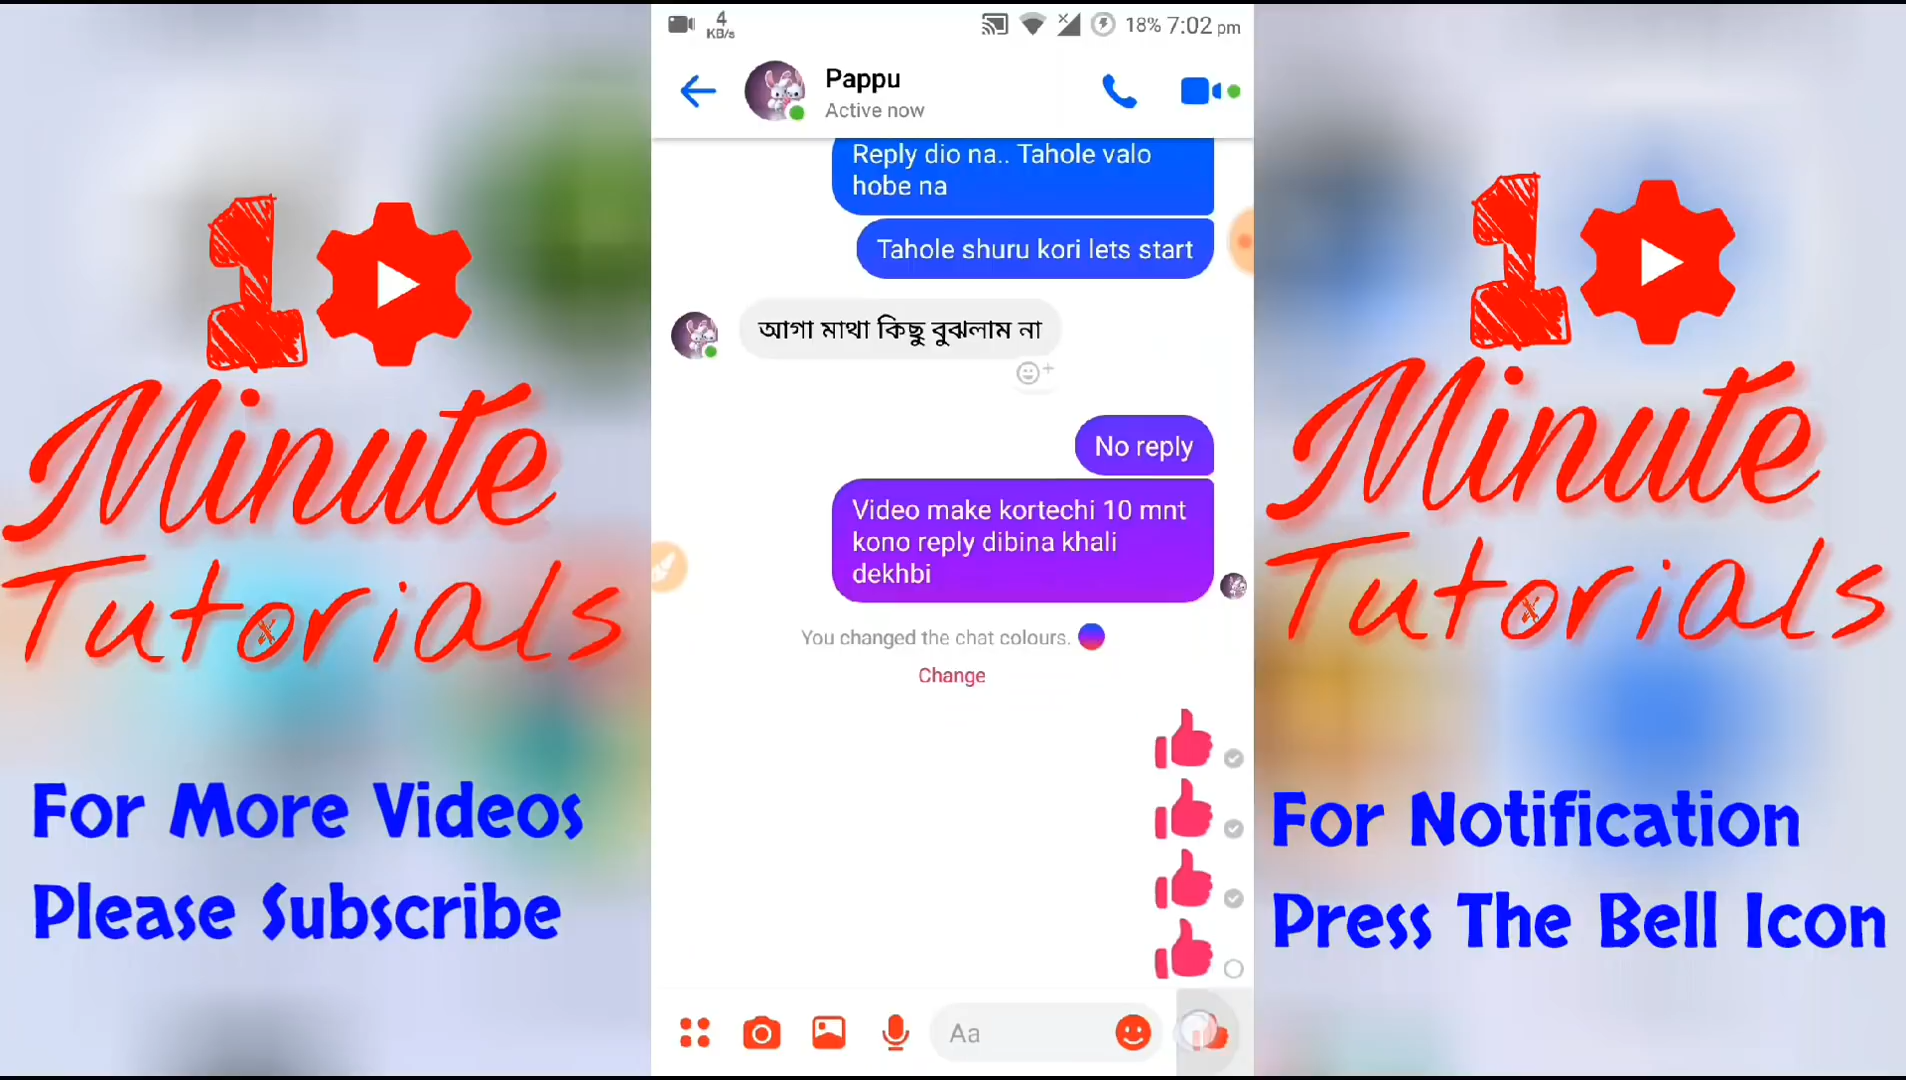 1
Minute
Tutorials
For More Videos
Please Subscribe
4
KB/s
18% 7:02 pm
Pappu
Active now
Reply dio na.. Tahole valo
hobe na
Tahole shuru kori lets start
আগা মাথা কিছু বুঝলাম না
No reply
Video make kortechi 10 mnt
kono reply dibina khali
dekhbi
You changed the chat colours.
Change
Aa
1
Minute
Tutorials
For Notification
Press The Bell Icon